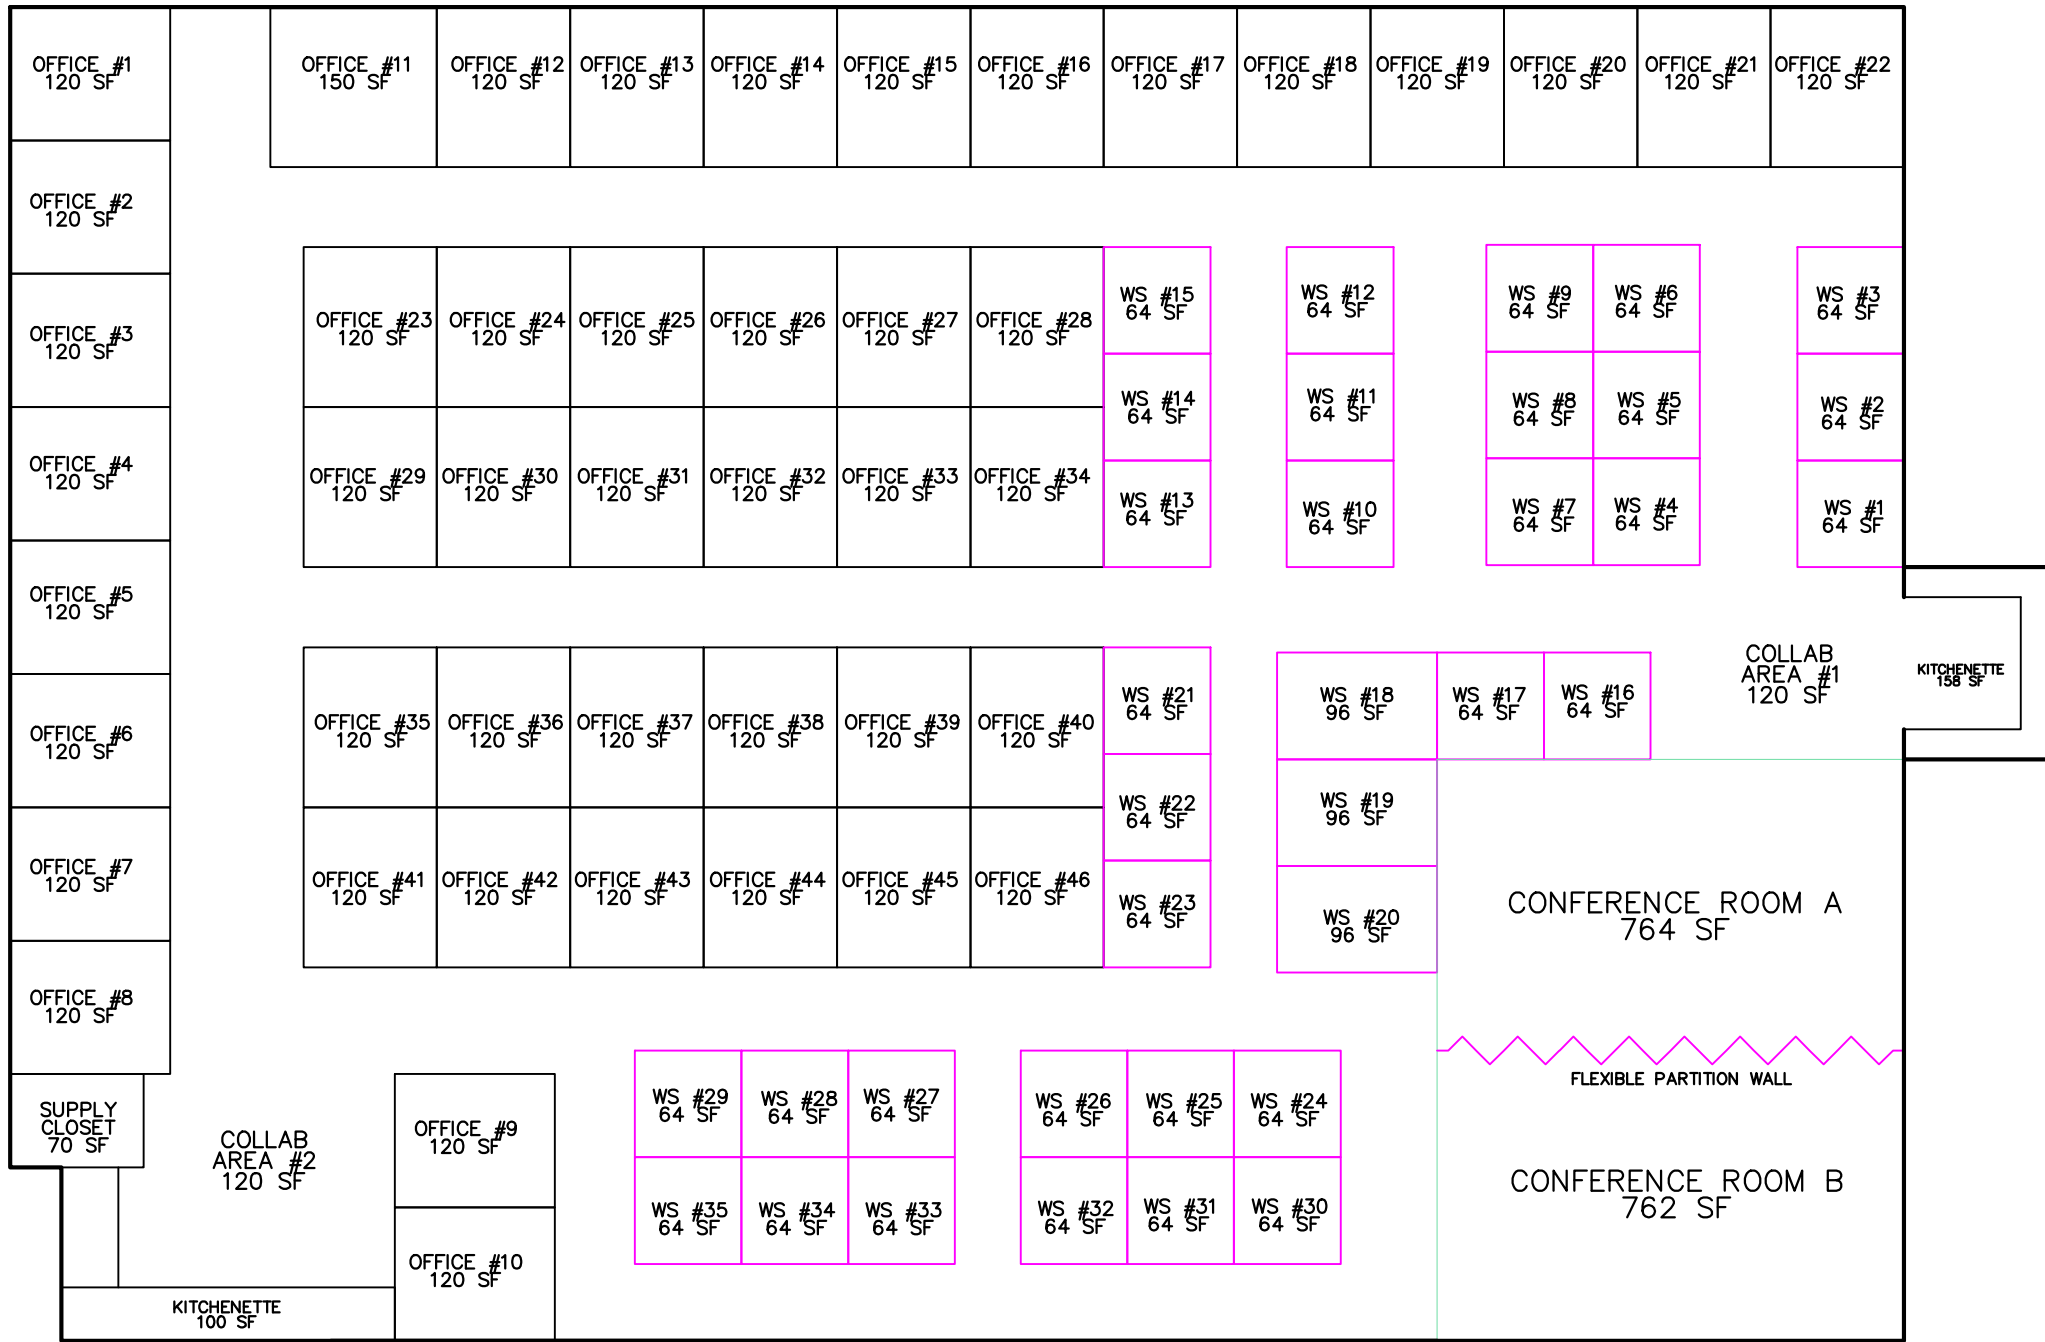 OFFICE #1
120 SF
OFFICE #11
150 SF
OFFICE #12
120 SF
OFFICE #13
120 SF
OFFICE #14
120 SF
OFFICE #15
120 SF
OFFICE #16
120 SF
OFFICE #17
120 SF
OFFICE #18
120 SF
OFFICE #19
120 SF
OFFICE #20
120 SF
OFFICE #21
120 SF
OFFICE #22
120 SF
OFFICE #2
120 SF
OFFICE #3
120 SF
OFFICE #4
120 SF
OFFICE #5
120 SF
OFFICE #6
120 SF
OFFICE #7
120 SF
OFFICE #8
120 SF
OFFICE #23
120 SF
OFFICE #24
120 SF
OFFICE #25
120 SF
OFFICE #26
120 SF
OFFICE #27
120 SF
OFFICE #28
120 SF
WS #15
64 SF
WS #12
64 SF
WS #9
64 SF
WS #6
64 SF
WS #3
64 SF
WS #14
64 SF
WS #11
64 SF
WS #8
64 SF
WS #5
64 SF
WS #2
64 SF
OFFICE #29
120 SF
OFFICE #30
120 SF
OFFICE #31
120 SF
OFFICE #32
120 SF
OFFICE #33
120 SF
OFFICE #34
120 SF
WS #13
64 SF
WS #10
64 SF
WS #7
64 SF
WS #4
64 SF
WS #1
64 SF
OFFICE #35
120 SF
OFFICE #36
120 SF
OFFICE #37
120 SF
OFFICE #38
120 SF
OFFICE #39
120 SF
OFFICE #40
120 SF
WS #21
64 SF
WS #18
96 SF
WS #17
64 SF
WS #16
64 SF
COLLAB
AREA #1
120 SF
KITCHENETTE
158 SF
WS #22
64 SF
WS #19
96 SF
OFFICE #41
120 SF
OFFICE #42
120 SF
OFFICE #43
120 SF
OFFICE #44
120 SF
OFFICE #45
120 SF
OFFICE #46
120 SF
WS #23
64 SF
WS #20
96 SF
CONFERENCE ROOM A
764 SF
FLEXIBLE PARTITION WALL
SUPPLY
CLOSET
70 SF
COLLAB
AREA #2
120 SF
OFFICE #9
120 SF
WS #29
64 SF
WS #28
64 SF
WS #27
64 SF
WS #26
64 SF
WS #25
64 SF
WS #24
64 SF
CONFERENCE ROOM B
762 SF
WS #35
64 SF
WS #34
64 SF
WS #33
64 SF
WS #32
64 SF
WS #31
64 SF
WS #30
64 SF
OFFICE #10
120 SF
KITCHENETTE
100 SF